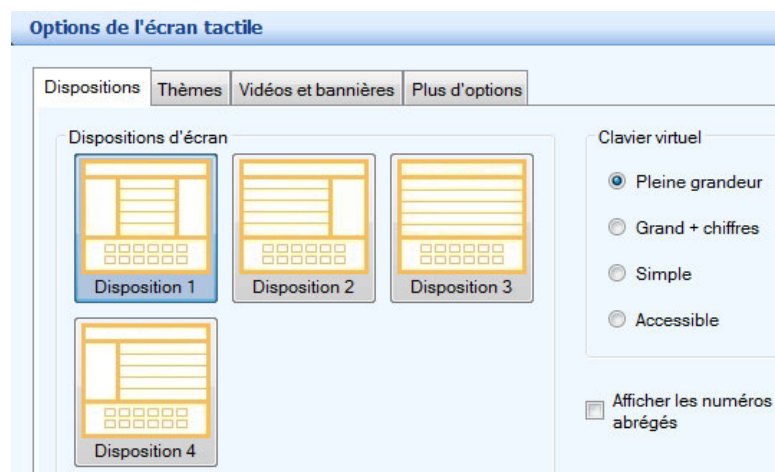 Options de l'écran tactile
Dispositions Thèmes Vidéos et bannières Plus d'options
Dispositions d'écran
Disposition 1 Disposition 2 Disposition 3
Disposition 4
Clavier virtuel
Pleine grandeur
Grand + chiffres
Simple
Accessible
Afficher les numéros
abrégés